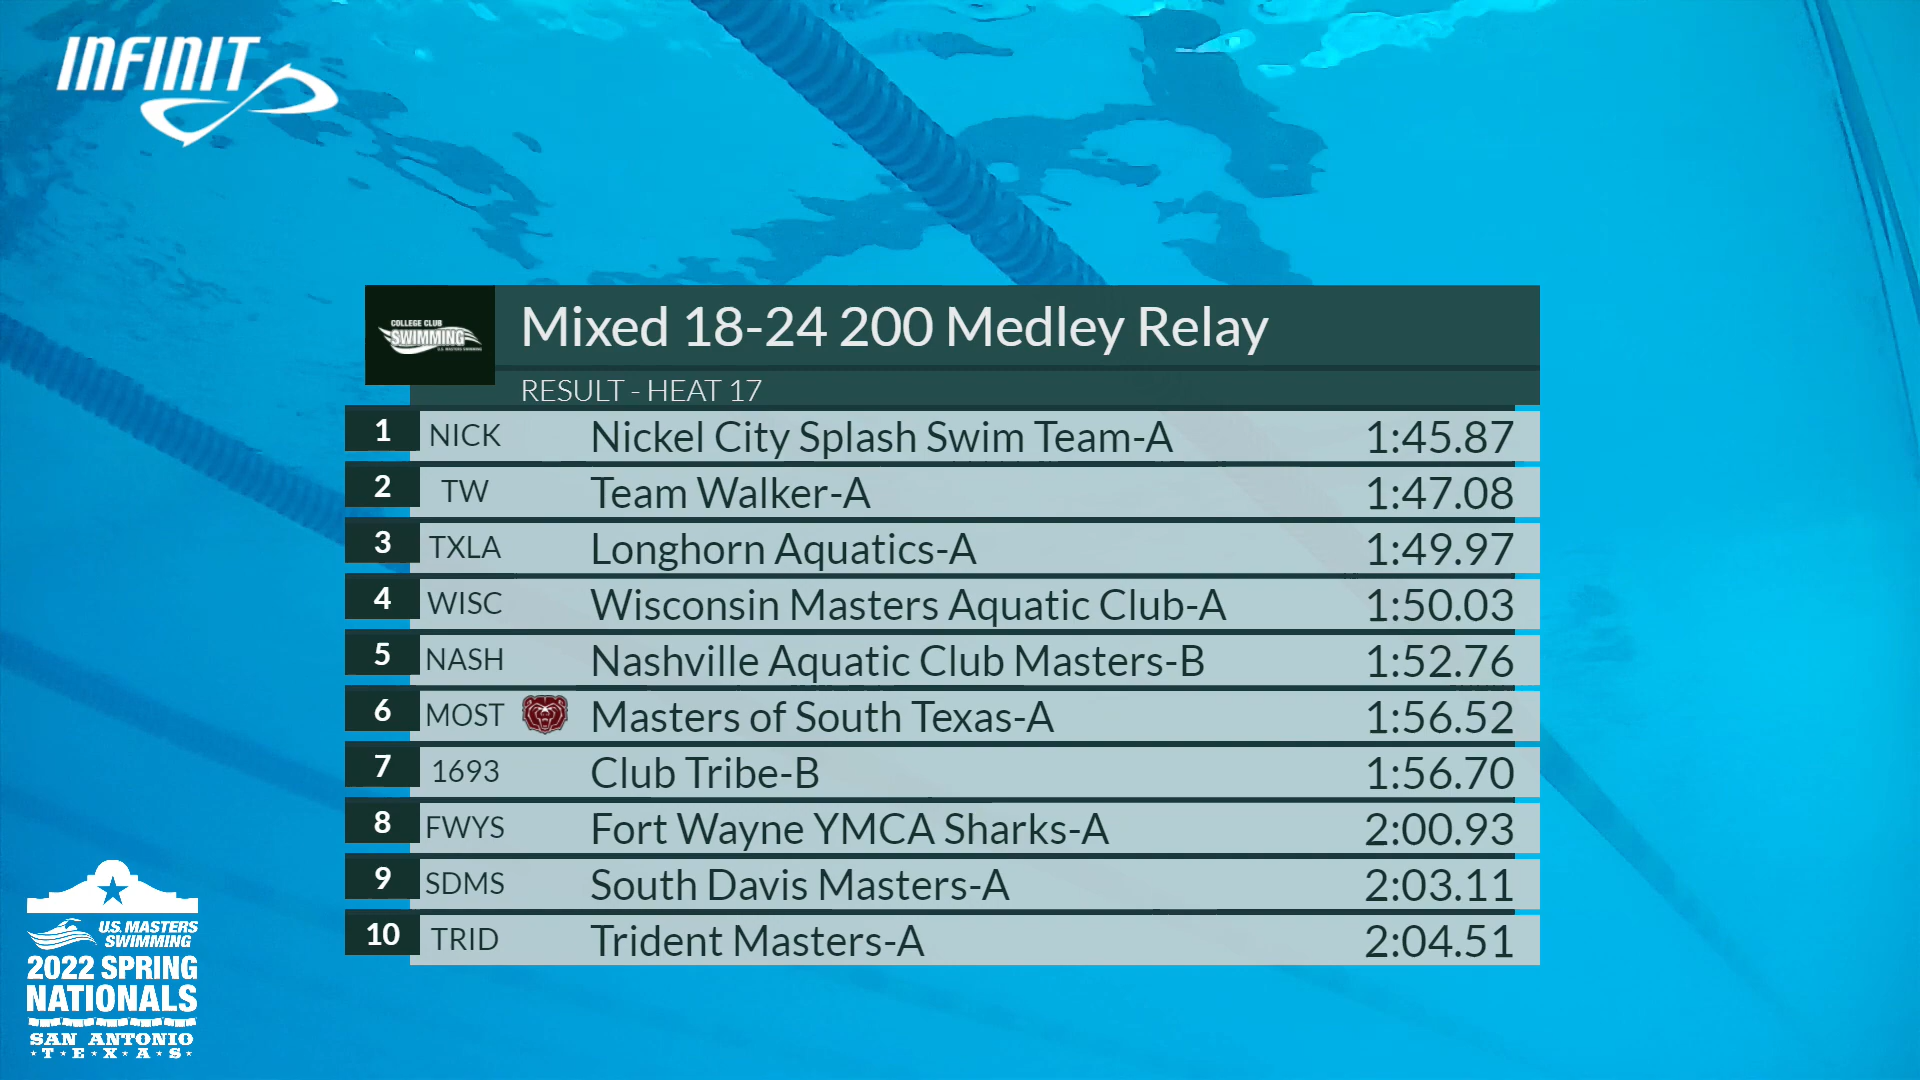 INFINIT
COLLEGE CLUB
SWIMMING
U.S. MASTERS SWIMMING
Mixed 18-24 200 Medley Relay
RESULT - HEAT 17
1 NICK Nickel City Splash Swim Team-A 1:45.87
2 TW Team Walker-A 1:47.08
3 TXLA Longhorn Aquatics-A 1:49.97
4 WISC Wisconsin Masters Aquatic Club-A 1:50.03
5 NASH Nashville Aquatic Club Masters-B 1:52.76
6 MOST Masters of South Texas-A 1:56.52
7 1693 Club Tribe-B 1:56.70
8 FWYS Fort Wayne YMCA Sharks-A 2:00.93
9 SDMS South Davis Masters-A 2:03.11
10 TRID Trident Masters-A 2:04.51
U.S. MASTERS
SWIMMING
2022 SPRING
NATIONALS
SAN ANTONIO
T·E·X·A·S